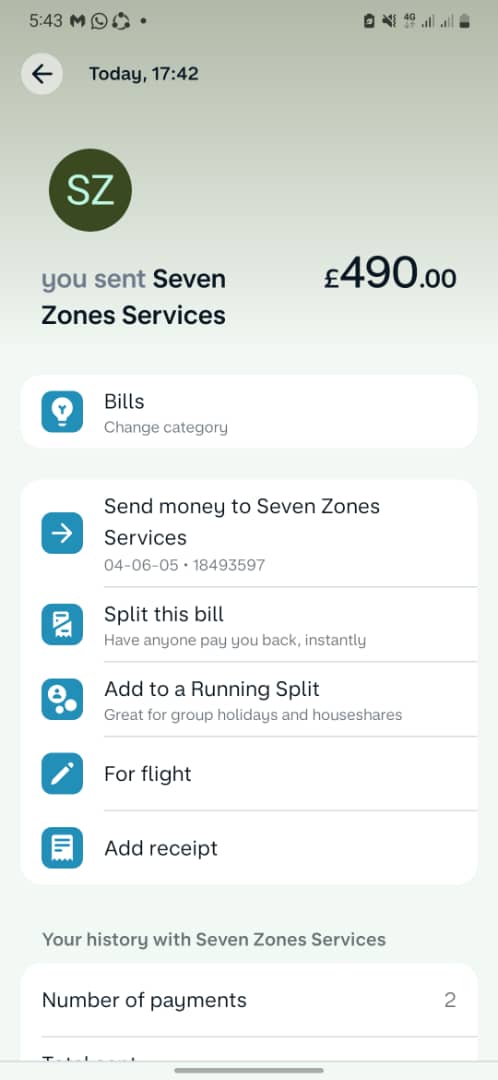 5:43
4G
Today, 17:42
SZ
you sent Seven
Zones Services
£490.00
Bills
Change category
Send money to Seven Zones
Services
04-06-05 • 18493597
Split this bill
Have anyone pay you back, instantly
Add to a Running Split
Great for group holidays and houseshares
For flight
Add receipt
Your history with Seven Zones Services
Number of payments
2